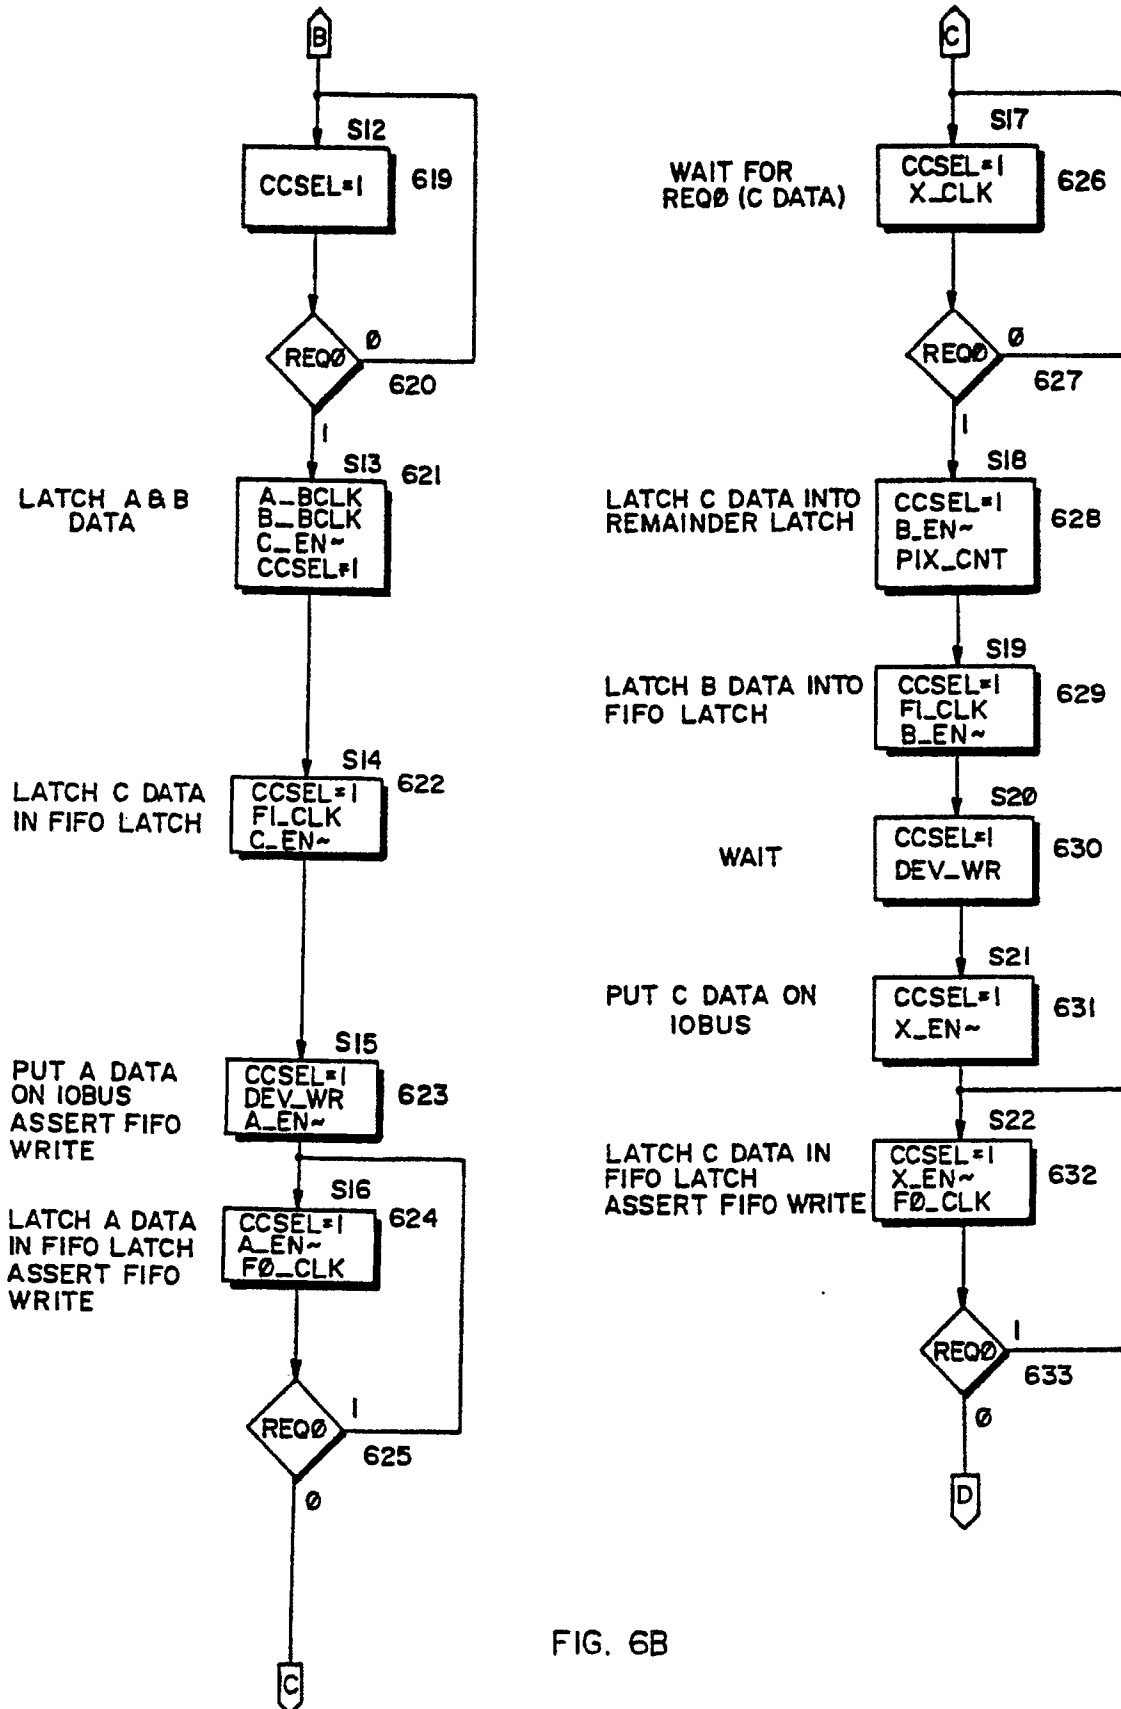 B
S12
CCSEL=1
619
REQØ
Ø
620
1
S13
621
LATCH A & B
DATA
A_BCLK
B_BCLK
C_EN~
CCSEL=1
S14
622
LATCH C DATA
IN FIFO LATCH
CCSEL=1
F1_CLK
C_EN~
S15
PUT A DATA
ON IOBUS
ASSERT FIFO
WRITE
CCSEL=1
DEV_WR
A_EN~
623
S16
LATCH A DATA
IN FIFO LATCH
ASSERT FIFO
WRITE
CCSEL=1
A_EN~
FØ_CLK
624
REQØ
1
625
Ø
C
C
S17
WAIT FOR
REQØ (C DATA)
CCSEL=1
X_CLK
626
REQØ
Ø
627
1
S18
LATCH C DATA INTO
REMAINDER LATCH
CCSEL=1
B_EN~
PIX_CNT
628
S19
LATCH B DATA INTO
FIFO LATCH
CCSEL=1
F1_CLK
B_EN~
629
S20
WAIT
CCSEL=1
DEV_WR
630
S21
PUT C DATA ON
IOBUS
CCSEL=1
X_EN~
631
S22
LATCH C DATA IN
FIFO LATCH
ASSERT FIFO WRITE
CCSEL=1
X_EN~
FØ_CLK
632
REQØ
1
633
Ø
D
FIG. 6B